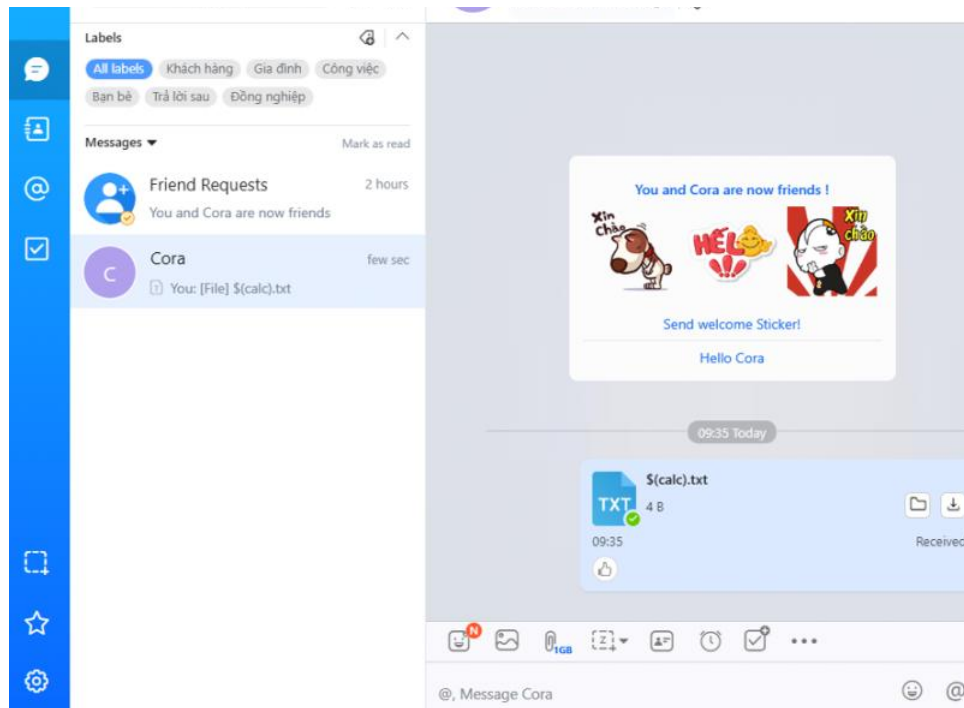 Labels
All labels Khách hàng Gia đình Công việc
Bạn bè Trả lời sau Đồng nghiệp
Messages
Mark as read
Friend Requests
2 hours
You and Cora are now friends
C
Cora
few sec
You: [File] $(calc).txt
You and Cora are now friends !
Xin chào
HELLO!!!
Xin chào
Send welcome Sticker!
Hello Cora
09:35 Today
TXT
$(calc).txt
4 B
09:35
Received
N
1GB
Z
@, Message Cora